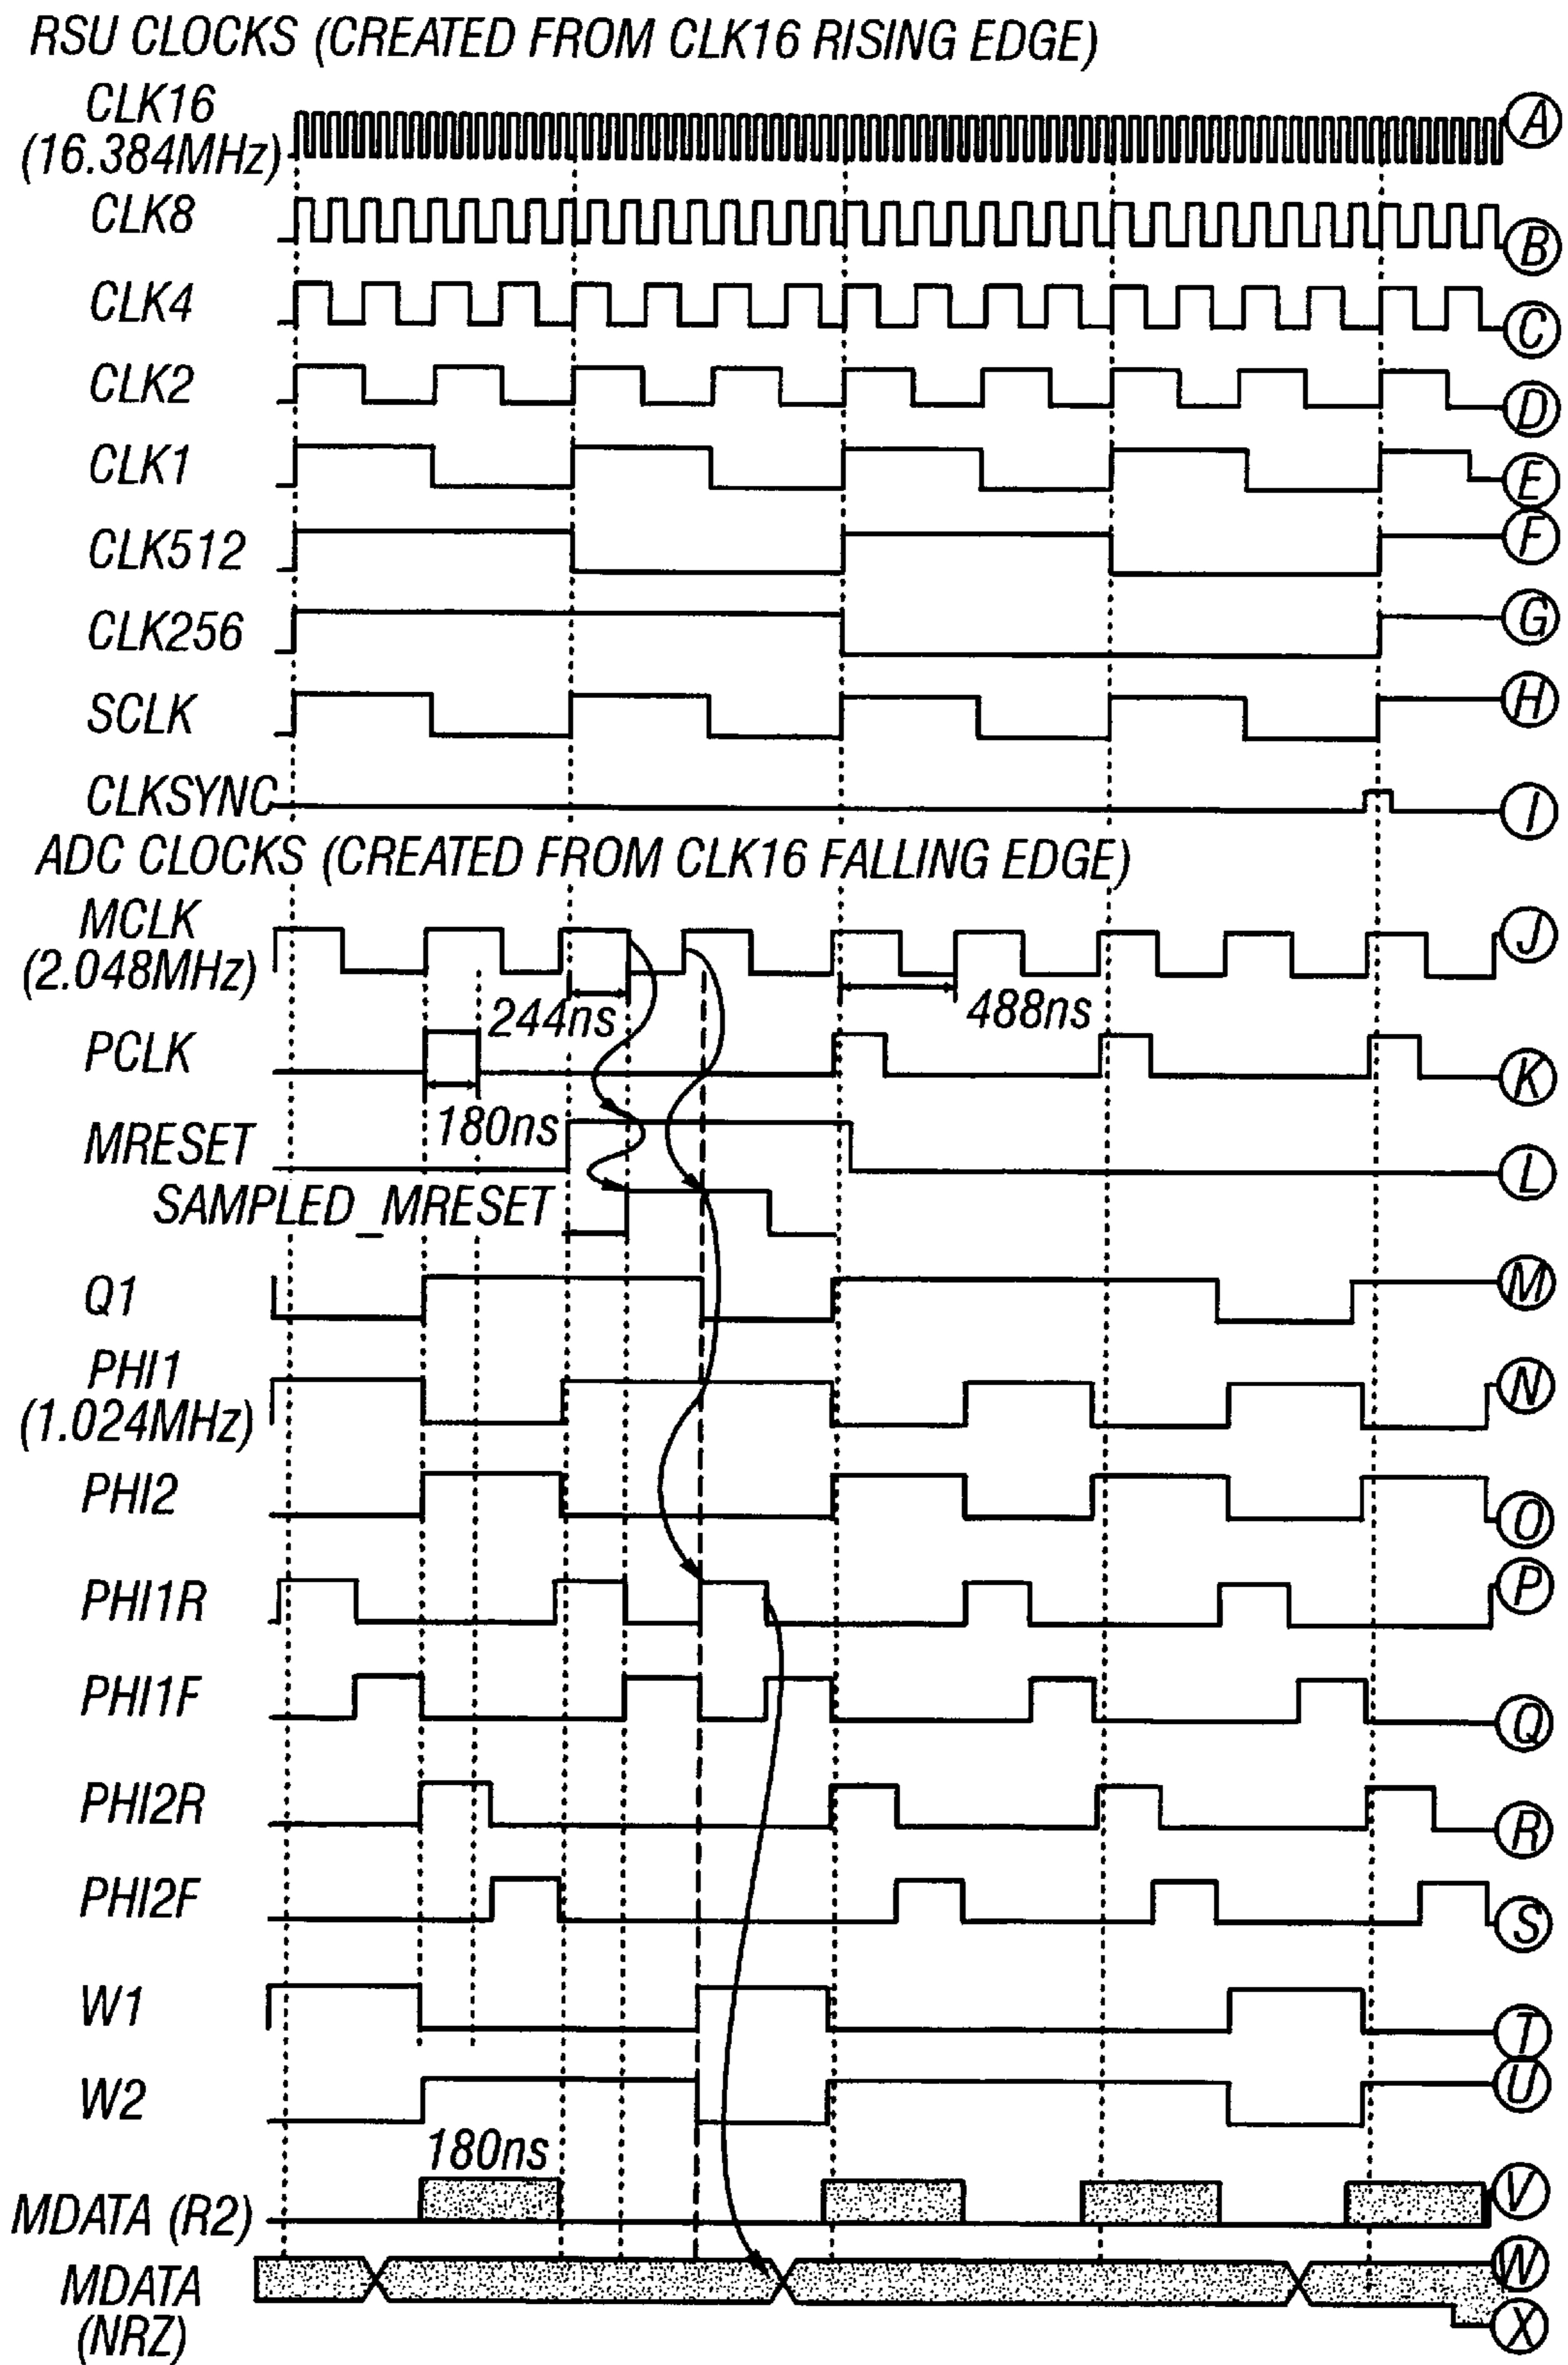 RSU CLOCKS (CREATED FROM CLK16 RISING EDGE)
CLK16
(16.384MHz)
A
CLK8
B
CLK4
C
CLK2
D
CLK1
E
CLK512
F
CLK256
G
SCLK
H
CLKSYNC
I
ADC CLOCKS (CREATED FROM CLK16 FALLING EDGE)
MCLK
(2.048MHz)
J
244ns
488ns
PCLK
K
180ns
MRESET
L
SAMPLED_MRESET
Q1
M
PHI1
(1.024MHz)
N
PHI2
O
PHI1R
P
PHI1F
Q
PHI2R
R
PHI2F
S
W1
T
W2
U
180ns
MDATA (R2)
V
MDATA
(NRZ)
W
X